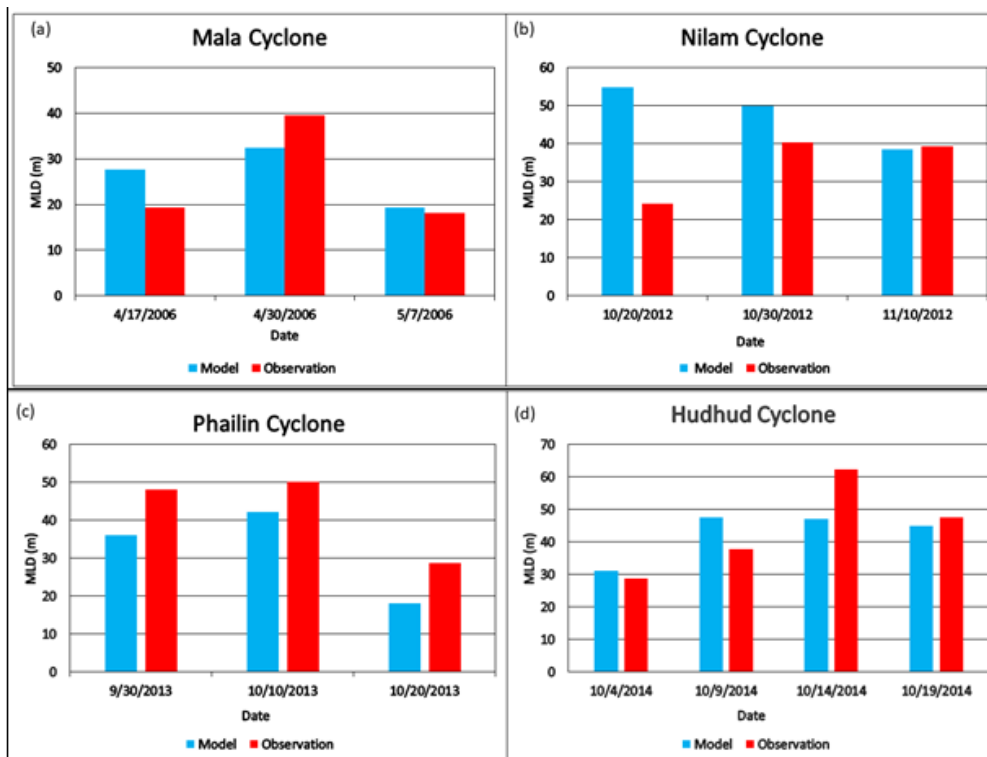 (a)
Mala Cyclone
50
40
30
20
10
0
MLD (m)
4/17/2006 4/30/2006 5/7/2006
Date
Model Observation
(b)
Nilam Cyclone
60
50
40
30
20
10
0
MLD (m)
10/20/2012 10/30/2012 11/10/2012
Date
Model Observation
(c)
Phailin Cyclone
60
50
40
30
20
10
0
MLD (m)
9/30/2013 10/10/2013 10/20/2013
Date
Model Observation
(d)
Hudhud Cyclone
70
60
50
40
30
20
10
0
MLD (m)
10/4/2014 10/9/2014 10/14/2014 10/19/2014
Date
Model Observation